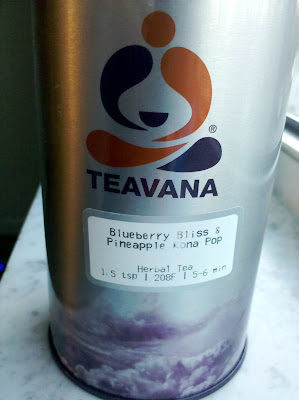 ®
TEAVANA
Blueberry Bliss &
Pineapple Kona POP
Herbal Tea
1.5 tsp | 208F | 5-6 min